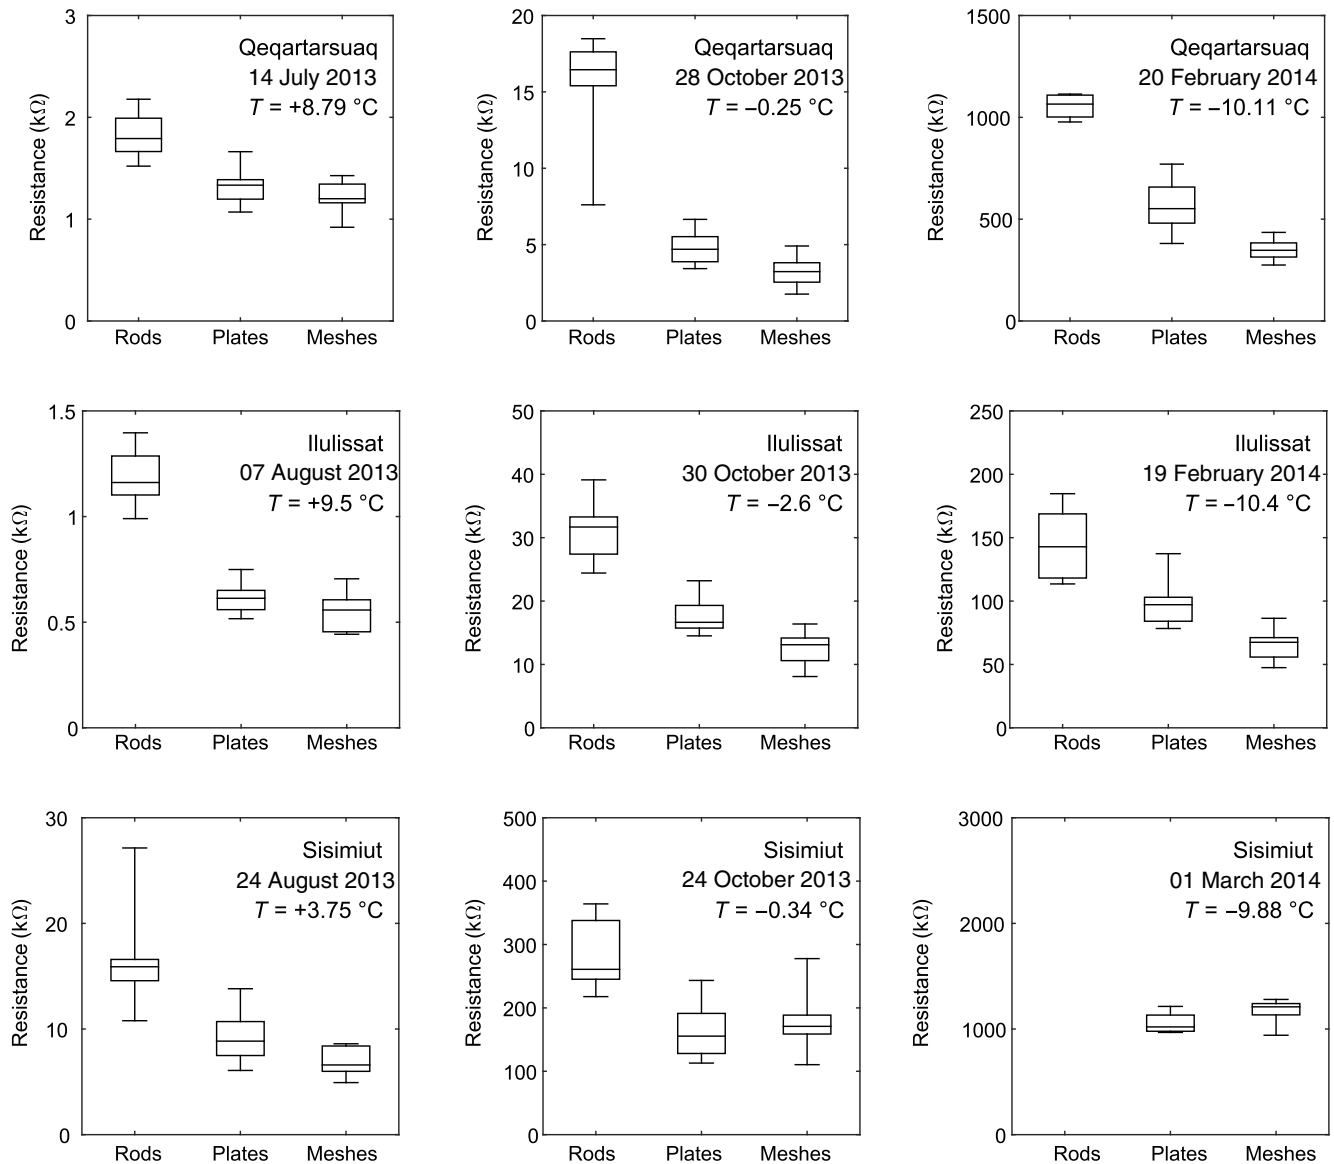 3
2
1
0
Resistance (kΩ)
Qeqartarsuaq
14 July 2013
T = +8.79 °C
Rods Plates Meshes
20
15
10
5
0
Resistance (kΩ)
Qeqartarsuaq
28 October 2013
T = −0.25 °C
Rods Plates Meshes
1500
1000
500
0
Resistance (kΩ)
Qeqartarsuaq
20 February 2014
T = −10.11 °C
Rods Plates Meshes
1.5
1
0.5
0
Resistance (kΩ)
Ilulissat
07 August 2013
T = +9.5 °C
Rods Plates Meshes
50
40
30
20
10
0
Resistance (kΩ)
Ilulissat
30 October 2013
T = −2.6 °C
Rods Plates Meshes
250
200
150
100
50
0
Resistance (kΩ)
Ilulissat
19 February 2014
T = −10.4 °C
Rods Plates Meshes
30
20
10
0
Resistance (kΩ)
Sisimiut
24 August 2013
T = +3.75 °C
Rods Plates Meshes
500
400
300
200
100
0
Resistance (kΩ)
Sisimiut
24 October 2013
T = −0.34 °C
Rods Plates Meshes
3000
2000
1000
0
Resistance (kΩ)
Sisimiut
01 March 2014
T = −9.88 °C
Rods Plates Meshes